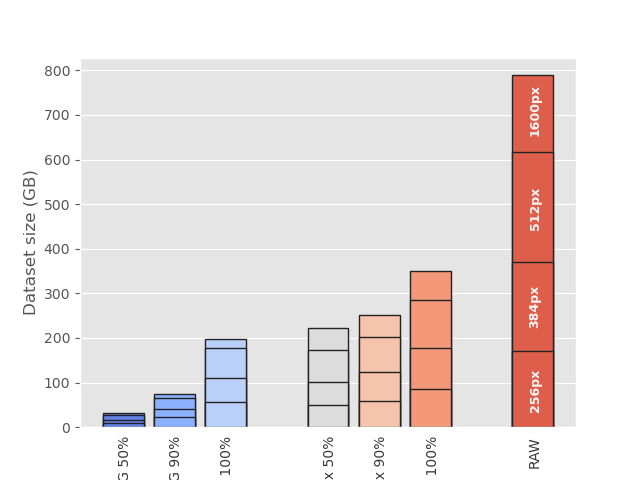 Dataset size (GB)
800
700
600
500
400
300
200
100
0
1600px
512px
384px
256px
G 50%
G 90%
100%
x 50%
x 90%
100%
RAW